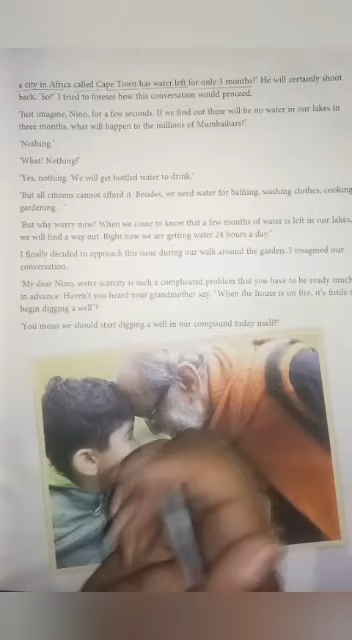 a city in Africa called Cape Town has water left for only 3 months?' He will certainly shoot
back, 'So?' I tried to foresee how this conversation would proceed.
'Just imagine, Nino, for a few seconds. If we find out there will be no water in our lakes in
three months, what will happen to the millions of Mumbaikars?'
'Nothing.'
'What! Nothing?'
'Yes, nothing. We will get bottled water to drink.'
'But all citizens cannot afford it. Besides, we need water for bathing, washing clothes, cooking
gardening. . .'
'But why worry now? When we come to know that a few months of water is left in our lakes,
we will find a way out. Right now we are getting water 24 hours a day.'
I finally decided to approach this issue during our walk around the garden. I imagined our
conversation.
'My dear Nino, water scarcity is such a complicated problem that you have to be ready much
in advance. Haven't you heard your grandmother say, "When the house is on fire, it's futile t
begin digging a well"?
'You mean we should start digging a well in our compound today itself?'